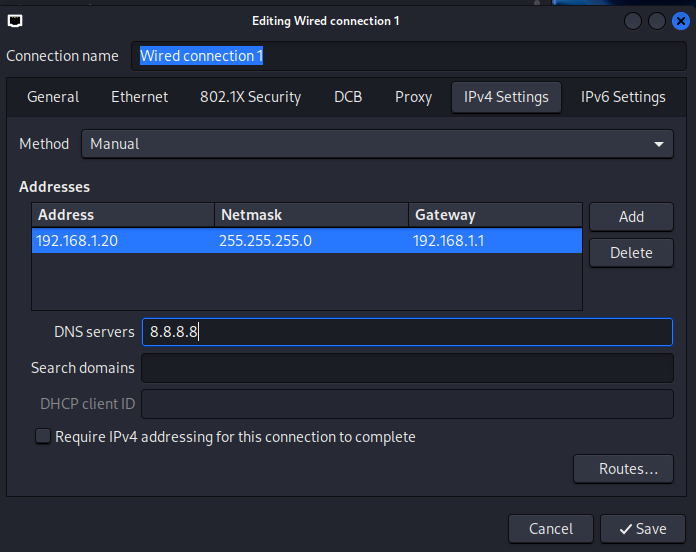 Editing Wired connection 1
Connection name Wired connection 1
General Ethernet 802.1X Security DCB Proxy IPv4 Settings IPv6 Settings
Method Manual
Addresses
Address Netmask Gateway
Add
192.168.1.20 255.255.255.0 192.168.1.1
Delete
DNS servers 8.8.8.8
Search domains
DHCP client ID
Require IPv4 addressing for this connection to complete
Routes...
Cancel Save